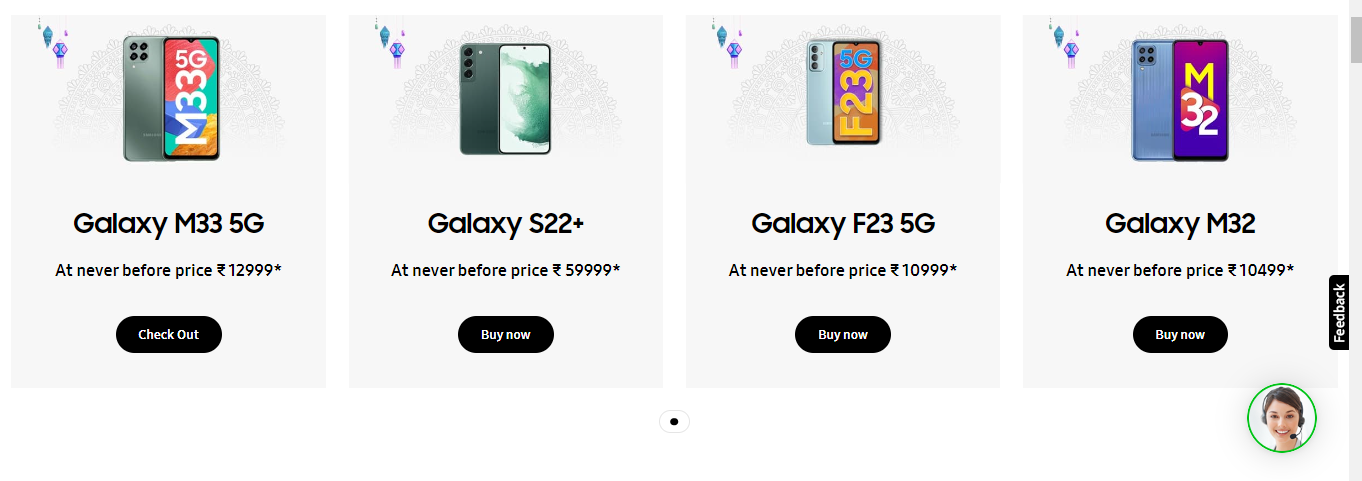 5G
M33
5G
F23
M
32
Galaxy M33 5G
Galaxy S22+
Galaxy F23 5G
Galaxy M32
At never before price ₹ 12999*
At never before price ₹ 59999*
At never before price ₹ 10999*
At never before price ₹ 10499*
Feedback
Check Out
Buy now
Buy now
Buy now